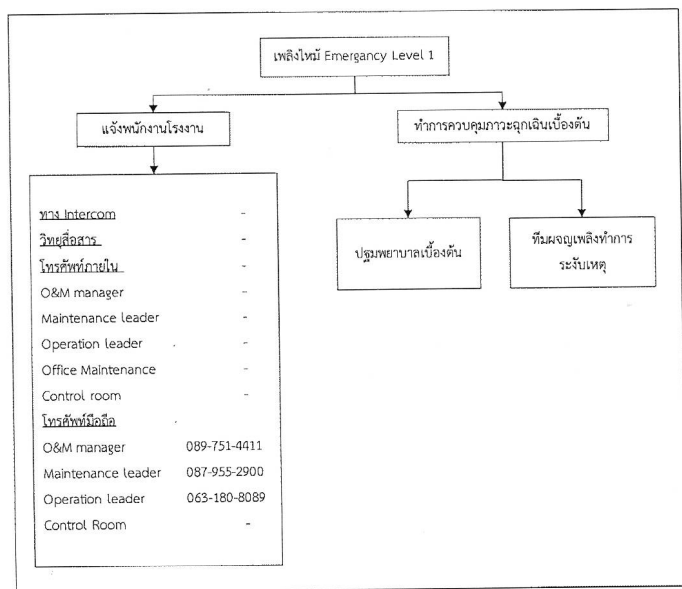 เพลิงไหม้ Emergancy Level 1
แจ้งพนักงานโรงงาน
ทำการควบคุมภาวะฉุกเฉินเบื้องต้น
ทาง Intercom -
วิทยุสื่อสาร -
โทรศัพท์ภายใน -
O&M manager -
Maintenance leader -
Operation leader -
Office Maintenance -
Control room -
โทรศัพท์มือถือ
O&M manager 089-751-4411
Maintenance leader 087-955-2900
Operation leader 063-180-8089
Control Room -
ปฐมพยาบาลเบื้องต้น
ทีมผจญเพลิงทำการ
ระงับเหตุ